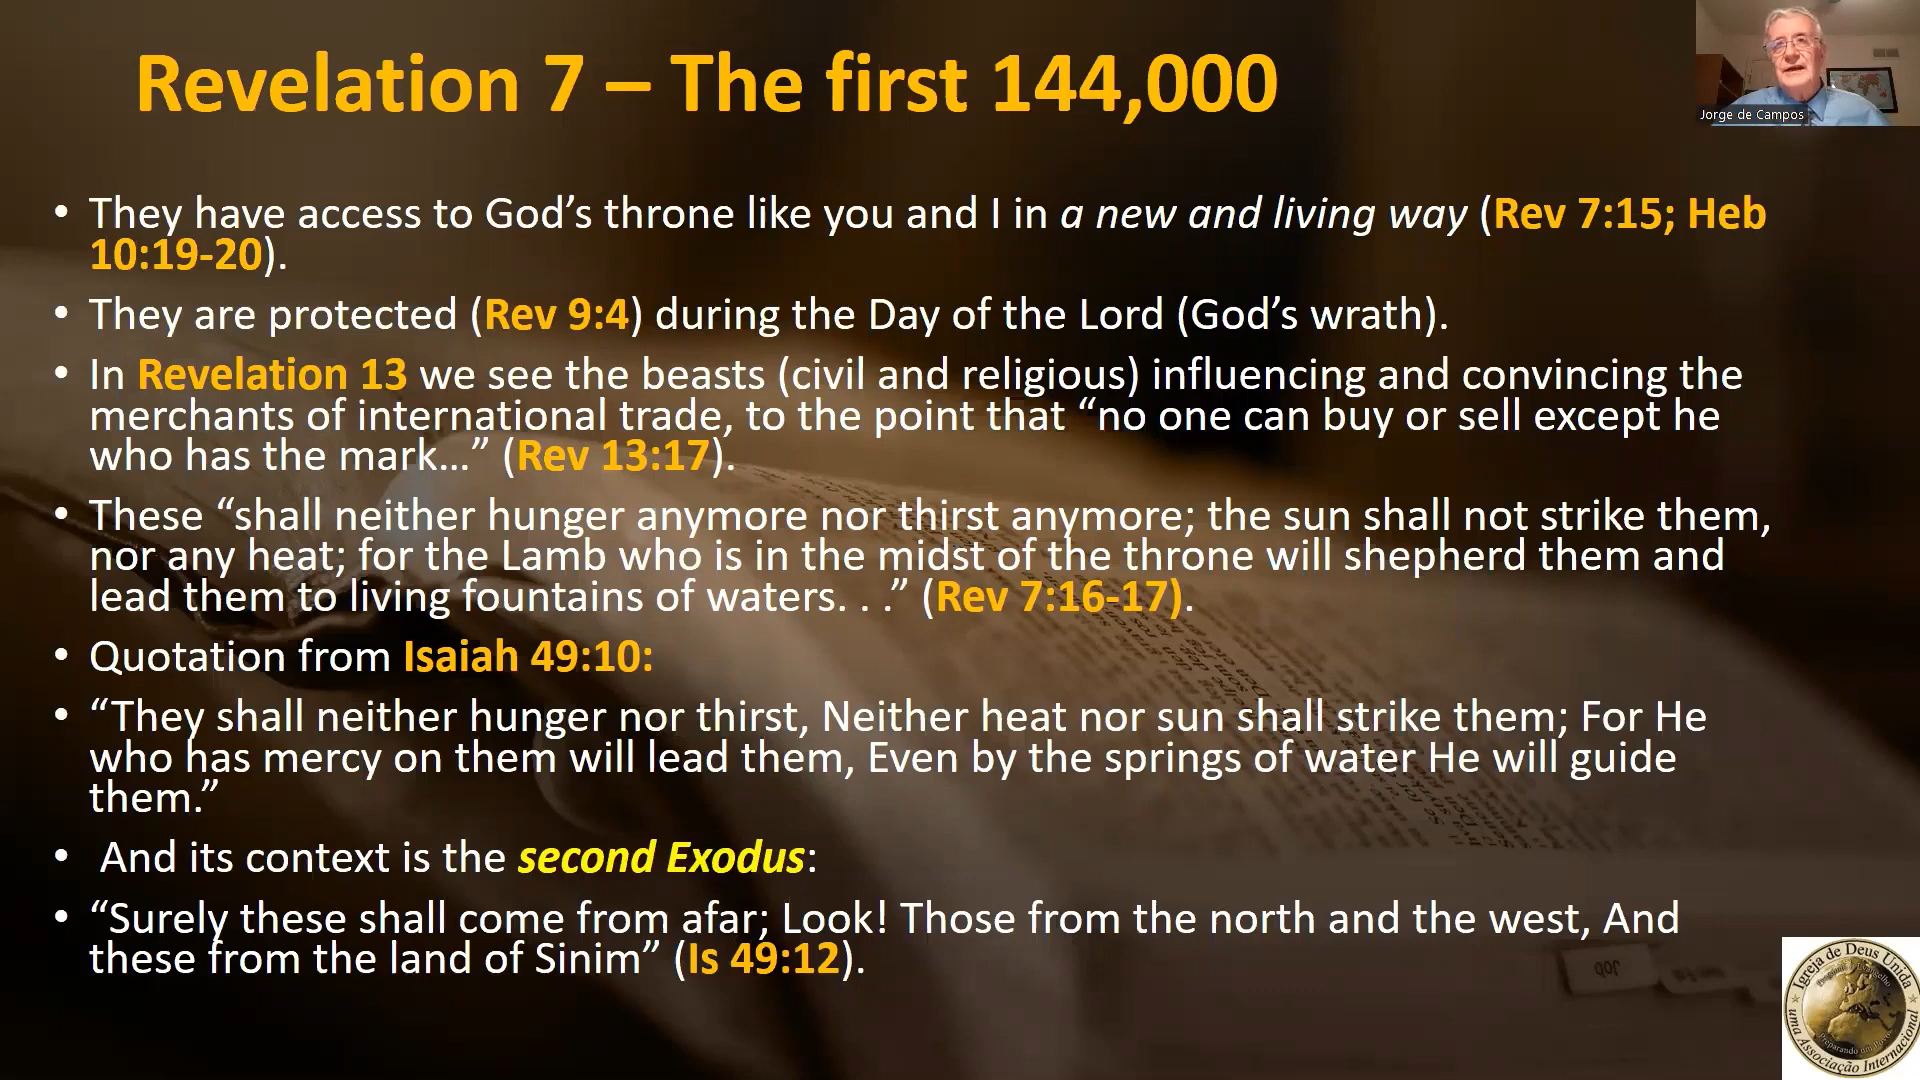 Revelation 7 – The first 144,000
Jorge de Campos
• They have access to God’s throne like you and I in a new and living way (Rev 7:15; Heb
10:19-20).
• They are protected (Rev 9:4) during the Day of the Lord (God’s wrath).
• In Revelation 13 we see the beasts (civil and religious) influencing and convincing the
merchants of international trade, to the point that “no one can buy or sell except he
who has the mark…” (Rev 13:17).
• These “shall neither hunger anymore nor thirst anymore; the sun shall not strike them,
nor any heat; for the Lamb who is in the midst of the throne will shepherd them and
lead them to living fountains of waters. . .” (Rev 7:16-17).
• Quotation from Isaiah 49:10:
• “They shall neither hunger nor thirst, Neither heat nor sun shall strike them; For He
who has mercy on them will lead them, Even by the springs of water He will guide
them.”
• And its context is the second Exodus:
• “Surely these shall come from afar; Look! Those from the north and the west, And
these from the land of Sinim” (Is 49:12).
Job
Igreja de Deus Unida
uma Associação Internacional
Preparando um Povo